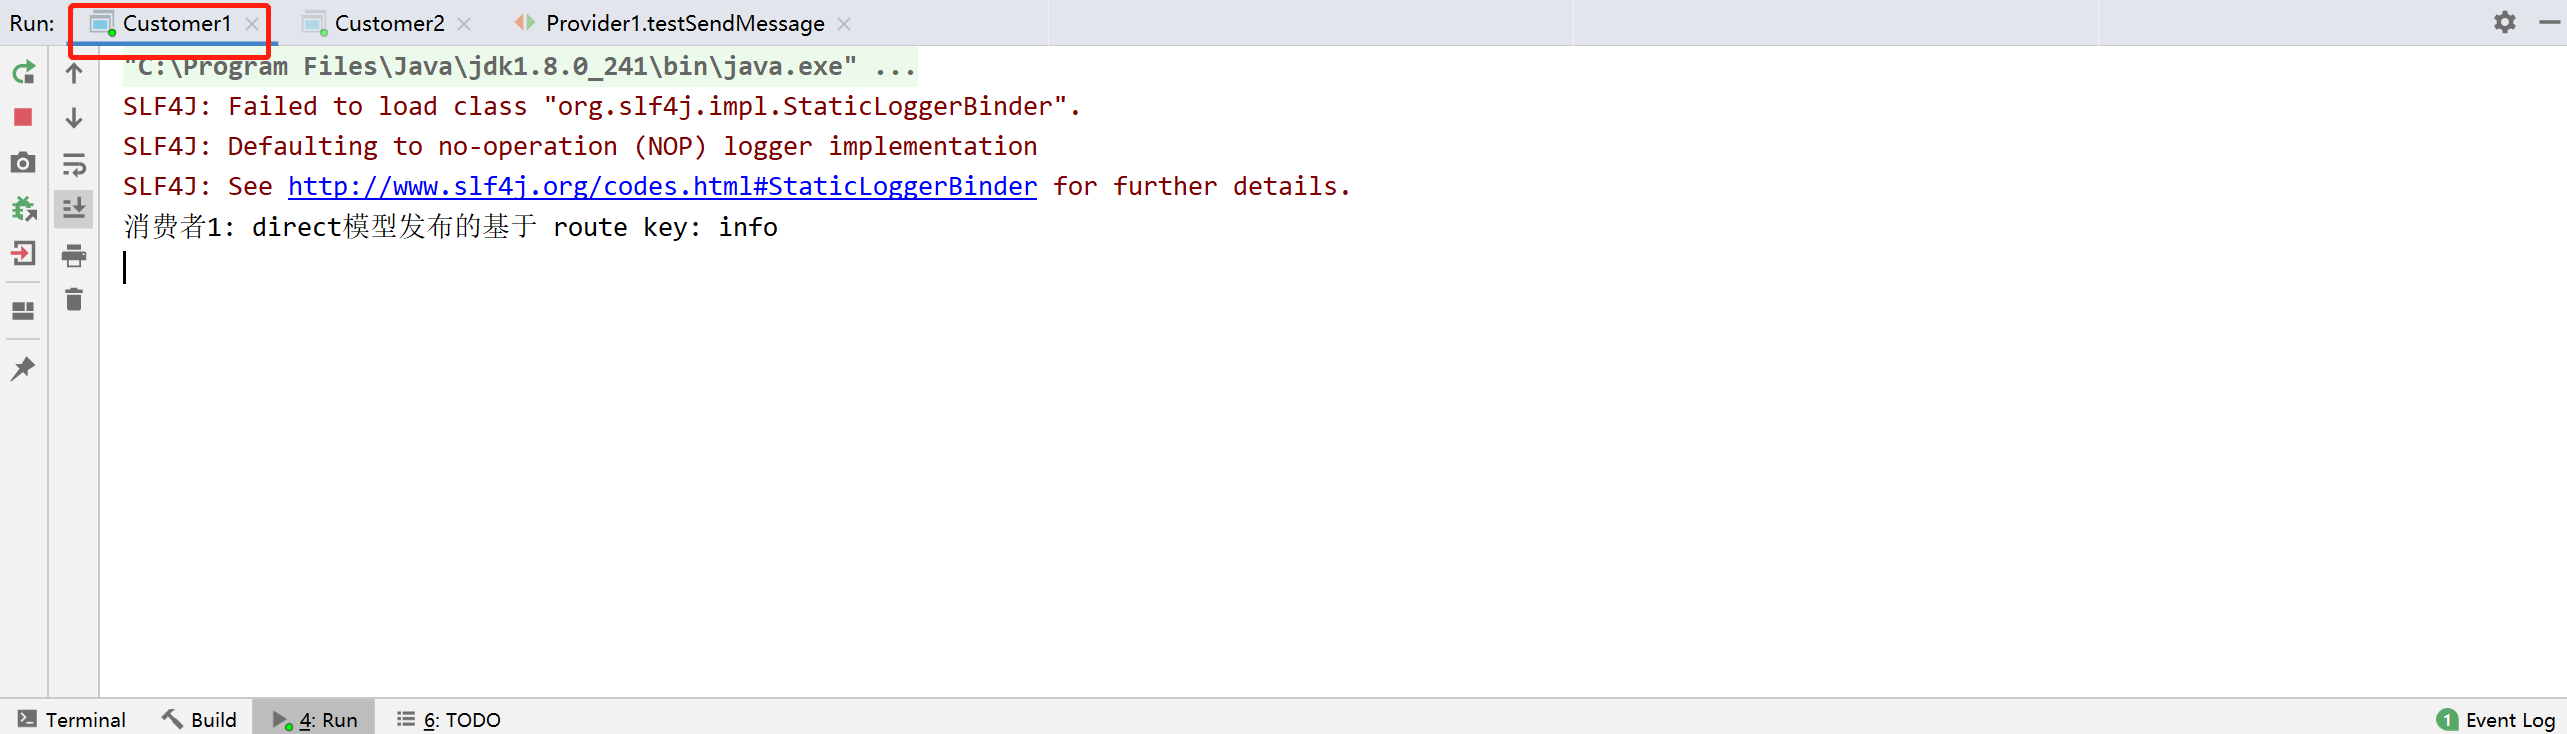 Run: Customer1 Customer2 Provider1.testSendMessage
"C:\Program Files\Java\jdk1.8.0_241\bin\java.exe" ...
SLF4J: Failed to load class "org.slf4j.impl.StaticLoggerBinder".
SLF4J: Defaulting to no-operation (NOP) logger implementation
SLF4J: See http://www.slf4j.org/codes.html#StaticLoggerBinder for further details.
消费者1: direct模型发布的基于 route key: info
Terminal Build 4: Run 6: TODO 1 Event Log